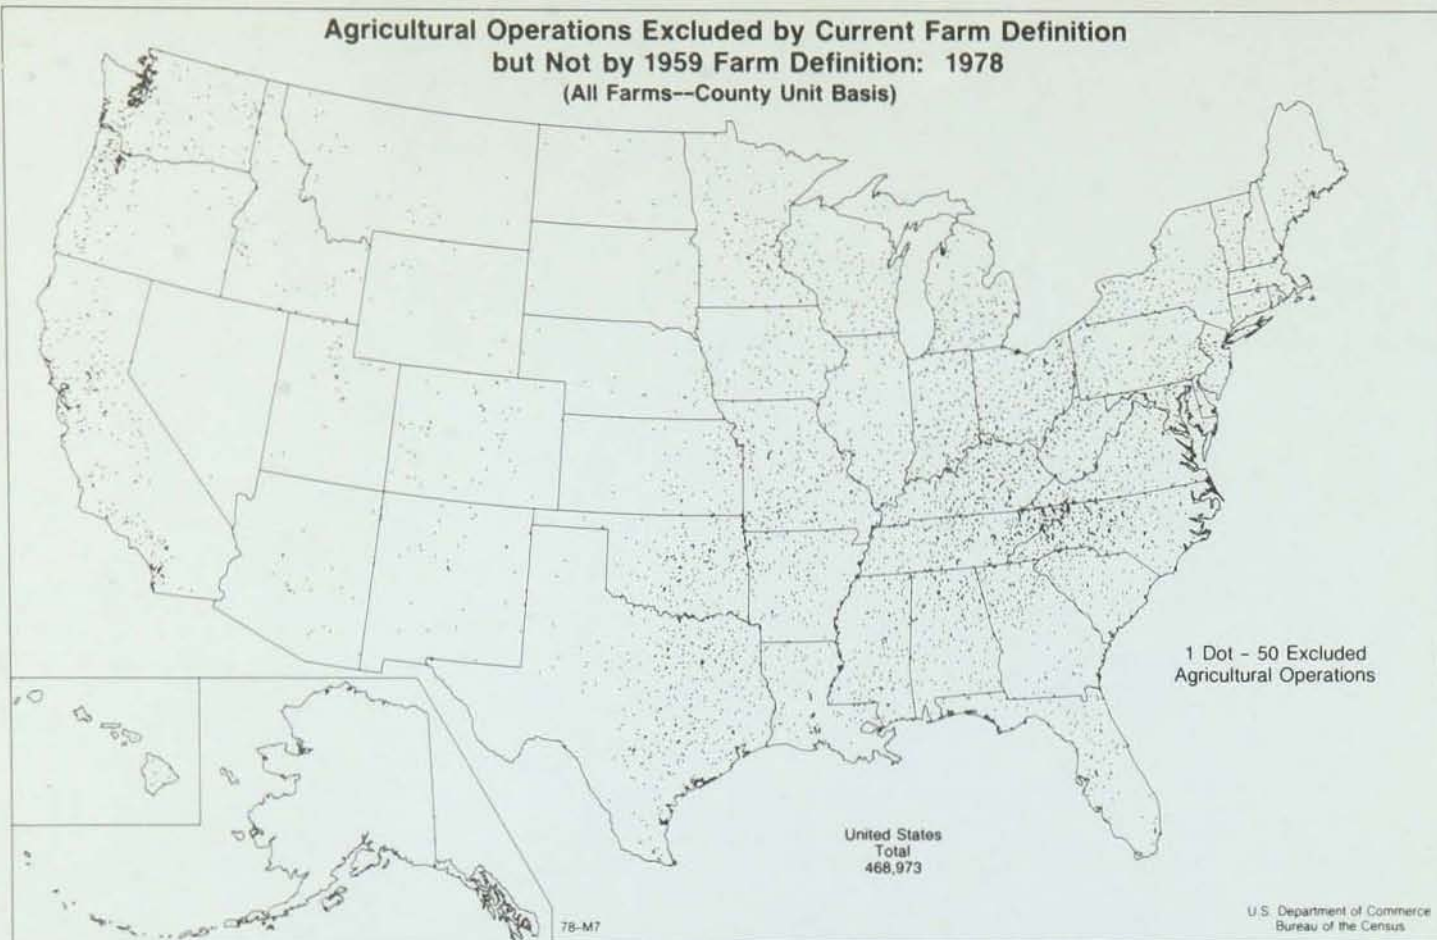 Agricultural Operations Excluded by Current Farm Definition
but Not by 1959 Farm Definition: 1978
(All Farms--County Unit Basis)
1 Dot - 50 Excluded
Agricultural Operations
United States
Total
468,973
78-M7
U.S. Department of Commerce
Bureau of the Census